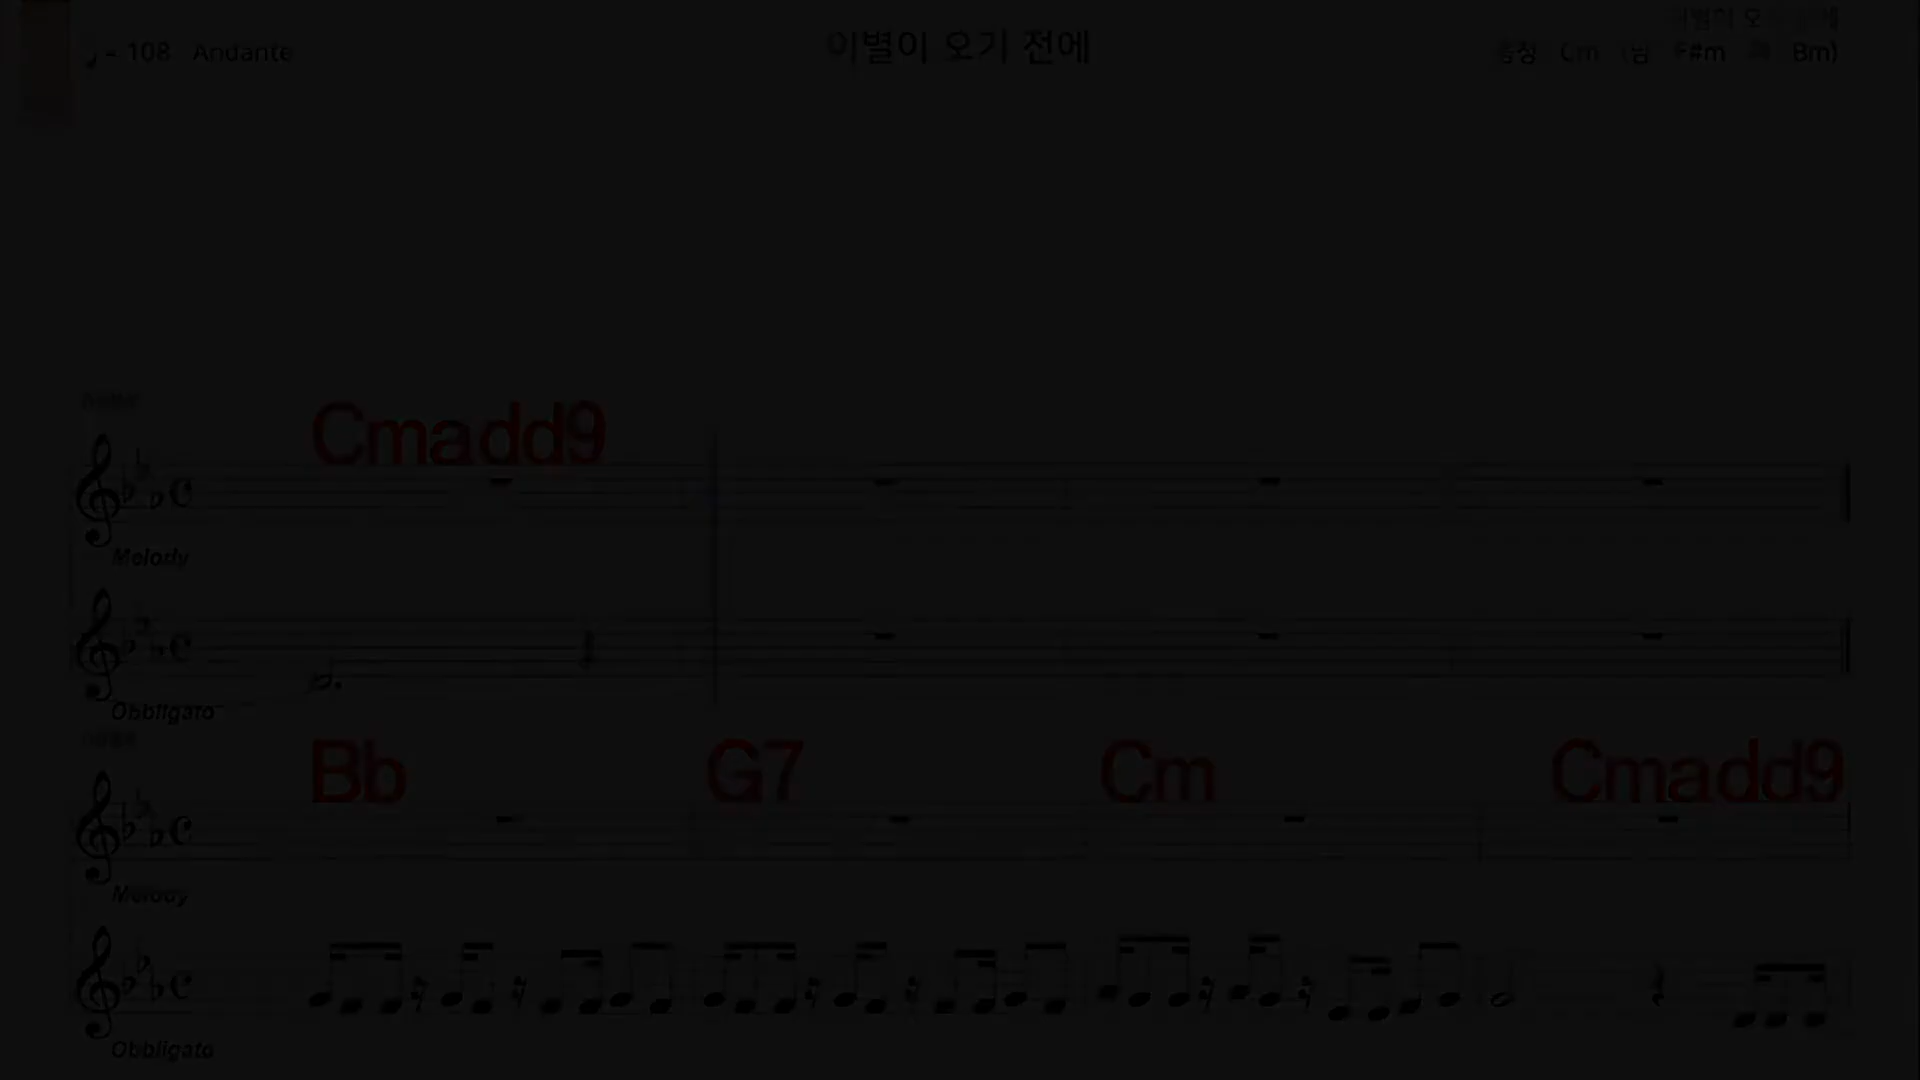 이별이 오기 전에
= 108 Andante
이별이 오기 전에
Cm F#m Bm)
Cmadd9
Melody
Obbligato
Bb G7 Cm Cmadd9
Melody
Obbligato